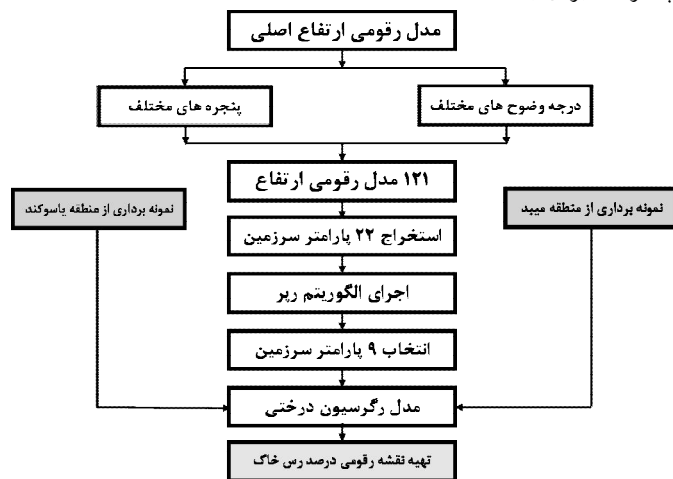 مدل رقومی ارتفاع اصلی
درجه وضوح های مختلف
پنجره های مختلف
۱۲۱ مدل رقومی ارتفاع
نمونه برداری از منطقه میبد
نمونه برداری از منطقه یاسوکند
استخراج ۲۲ پارامتر سرزمین
اجرای الگوریتم رپر
انتخاب ۹ پارامتر سرزمین
مدل رگرسیون درختی
تهیه نقشه رقومی درصد رس خاک